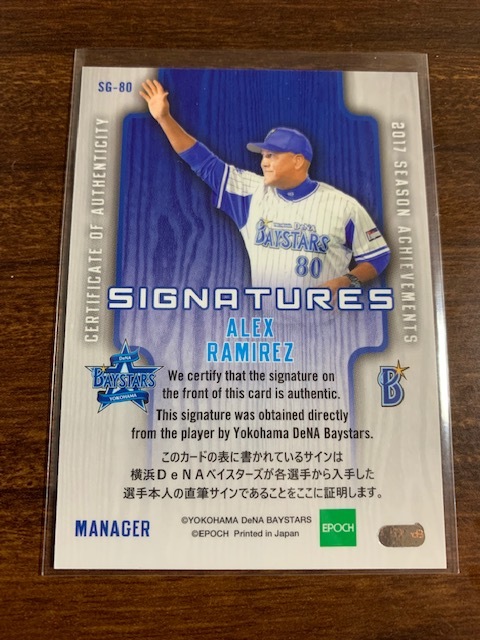 SG-80
CERTIFICATE OF AUTHENTICITY
2017 SEASON ACHIEVEMENTS
DeNA
BAYSTARS
80
SIGNATURES
ALEX
RAMIREZ
DeNA
BAYSTARS
YOKOHAMA
B
We certify that the signature on
the front of this card is authentic.
This signature was obtained directly
from the player by Yokohama DeNA Baystars.
このカードの表に書かれているサインは
横浜DeNAベイスターズが各選手から入手した
選手本人の直筆サインであることをここに証明します。
MANAGER
©YOKOHAMA DeNA BAYSTARS
©EPOCH Printed in Japan
EPOCH